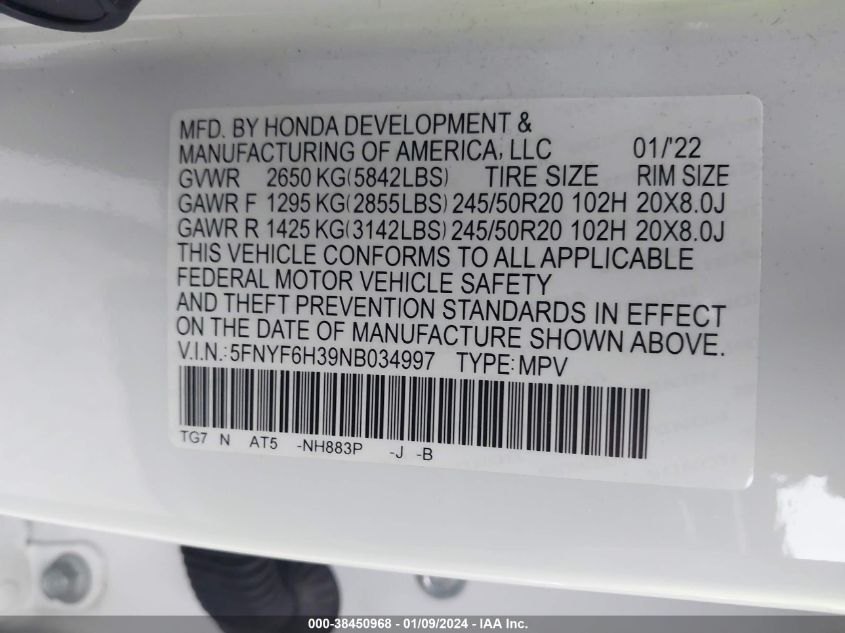 MFD. BY HONDA DEVELOPMENT &
MANUFACTURING OF AMERICA, LLC 01/'22
GVWR 2650 KG(5842LBS) TIRE SIZE RIM SIZE
GAWR F 1295 KG(2855LBS) 245/50R20 102H 20X8.0J
GAWR R 1425 KG(3142LBS) 245/50R20 102H 20X8.0J
THIS VEHICLE CONFORMS TO ALL APPLICABLE
FEDERAL MOTOR VEHICLE SAFETY
AND THEFT PREVENTION STANDARDS IN EFFECT
ON THE DATE OF MANUFACTURE SHOWN ABOVE.
V.I.N.:5FNYF6H39NB034997 TYPE:MPV
TG7 N AT5 -NH883P -J -B
000-38450968 - 01/09/2024 - IAA Inc.